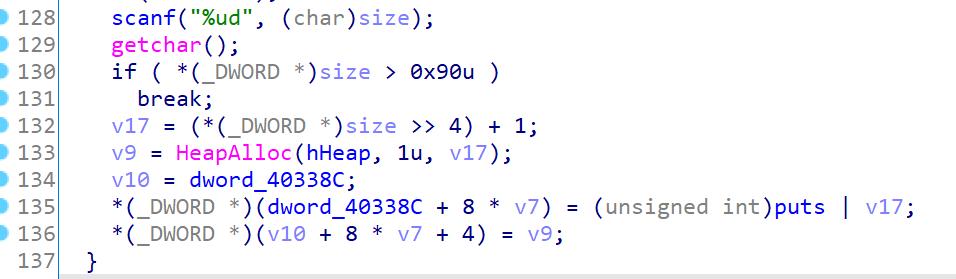 128 scanf("%ud", (char)size);
129 getchar();
130 if ( *(_DWORD *)size > 0x90u )
131 break;
132 v17 = (*(_DWORD *)size >> 4) + 1;
133 v9 = HeapAlloc(hHeap, 1u, v17);
134 v10 = dword_40338C;
135 *(_DWORD *)(dword_40338C + 8 * v7) = (unsigned int)puts | v17;
136 *(_DWORD *)(v10 + 8 * v7 + 4) = v9;
137 }